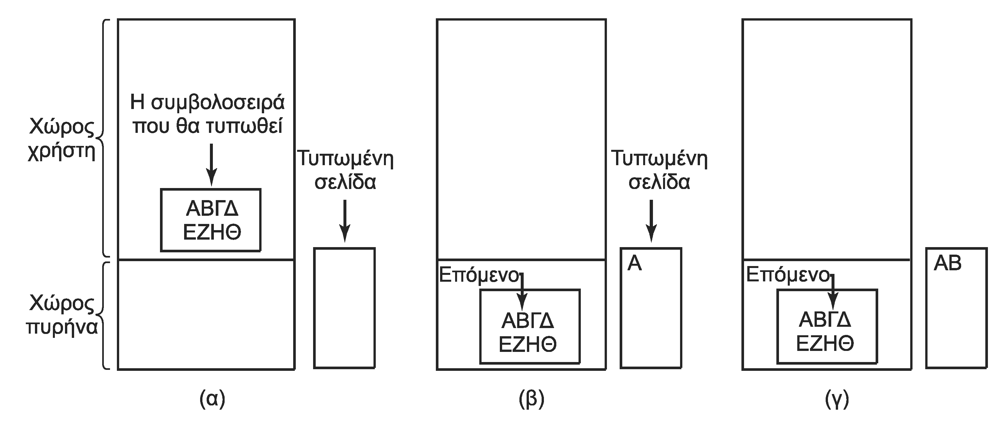 Χώρος
χρήστη
Χώρος
πυρήνα
Η συμβολοσειρά
που θα τυπωθεί
ΑΒΓΔ
ΕΖΗΘ
Τυπωμένη
σελίδα
(α)
Επόμενο
ΑΒΓΔ
ΕΖΗΘ
Τυπωμένη
σελίδα
Α
(β)
Επόμενο
ΑΒΓΔ
ΕΖΗΘ
ΑΒ
(γ)